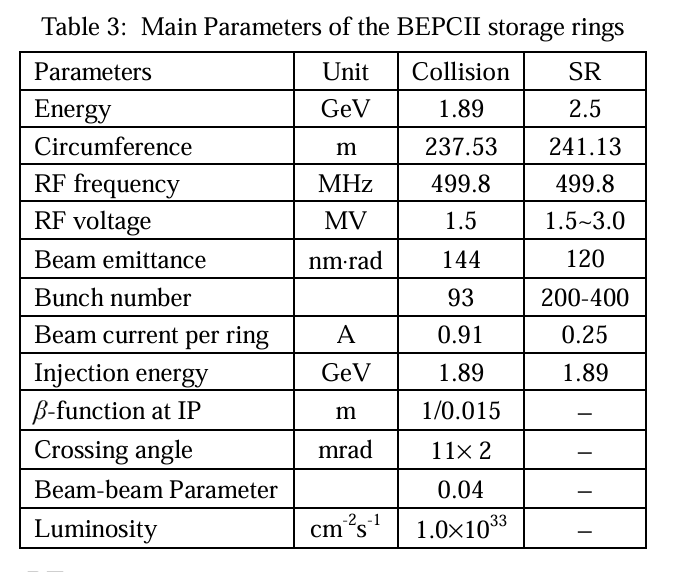 Table 3: Main Parameters of the BEPCII storage rings
Parameters Unit Collision SR
Energy GeV 1.89 2.5
Circumference m 237.53 241.13
RF frequency MHz 499.8 499.8
RF voltage MV 1.5 1.5~3.0
Beam emittance nm·rad 144 120
Bunch number 93 200-400
Beam current per ring A 0.91 0.25
Injection energy GeV 1.89 1.89
β-function at IP m 1/0.015 –
Crossing angle mrad 11× 2 –
Beam-beam Parameter 0.04 –
Luminosity cm⁻²s⁻¹ 1.0×10³³ –